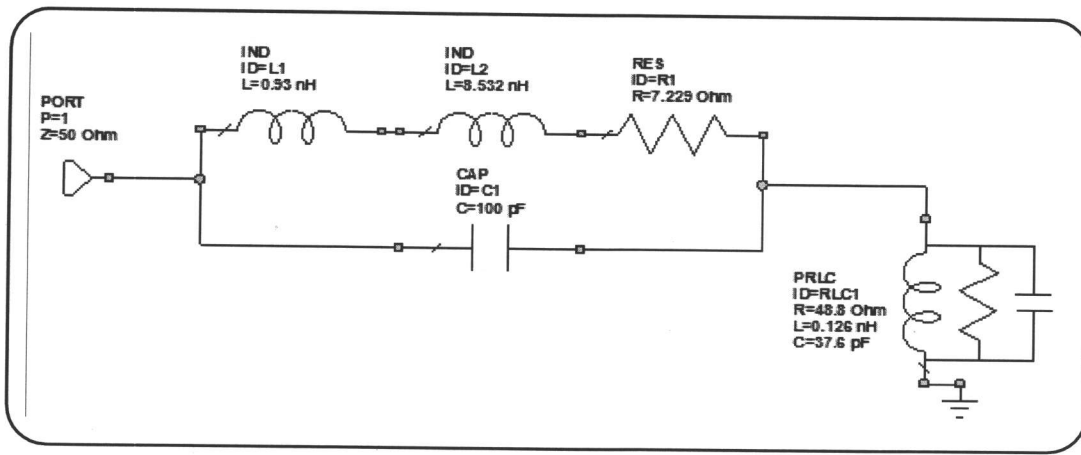 IND
ID=L1
L=0.93 nH
IND
ID=L2
L=8.532 nH
RES
ID=R1
R=7.229 Ohm
PORT
P=1
Z=50 Ohm
CAP
ID=C1
C=100 pF
PRLC
ID=RLC1
R=48.8 Ohm
L=0.126 nH
C=37.6 pF